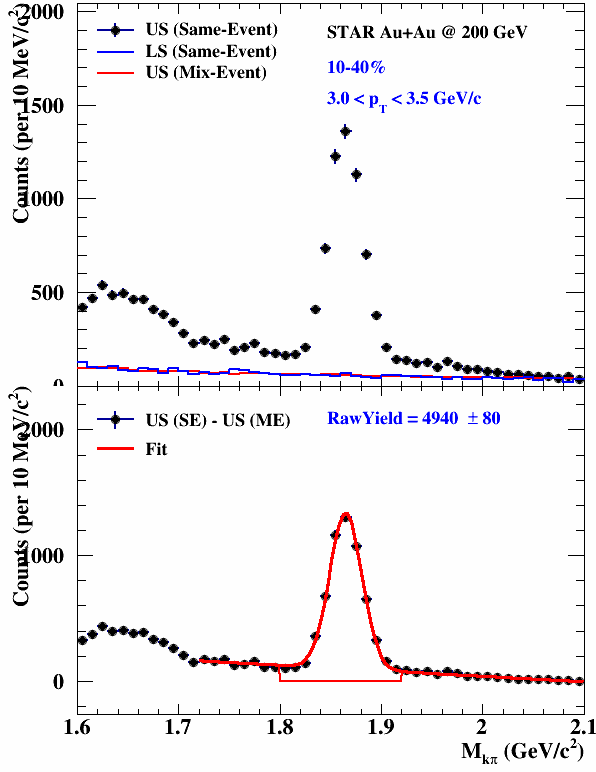 2000
1500
1000
500
0
Counts (per 10 MeV/c²)
US (Same-Event)
LS (Same-Event)
US (Mix-Event)
STAR Au+Au @ 200 GeV
10-40%
3.0 < p_T < 3.5 GeV/c
2000
1000
0
Counts (per 10 MeV/c²)
US (SE) - US (ME)
Fit
RawYield = 4940 ± 80
1.6 1.7 1.8 1.9 2 2.1
M_kπ (GeV/c²)